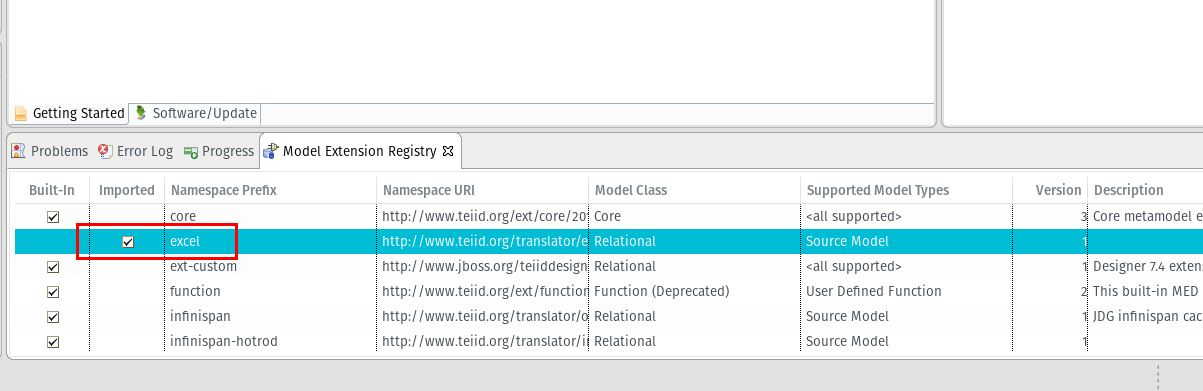 Getting Started Software/Update
Problems Error Log Progress Model Extension Registry
Built-In Imported Namespace Prefix Namespace URI Model Class Supported Model Types Version Description
core http://www.teiid.org/ext/core/20 Core <all supported> 3 Core metamodel e
excel http://www.teiid.org/translator/e Relational Source Model 1
ext-custom http://www.jboss.org/teiiddesign Relational <all supported> 1 Designer 7.4 exten
function http://www.teiid.org/ext/function Function (Deprecated) User Defined Function 2 This built-in MED
infinispan http://www.teiid.org/translator/o Relational Source Model 1 JDG infinispan cac
infinispan-hotrod http://www.teiid.org/translator/i Relational Source Model 1